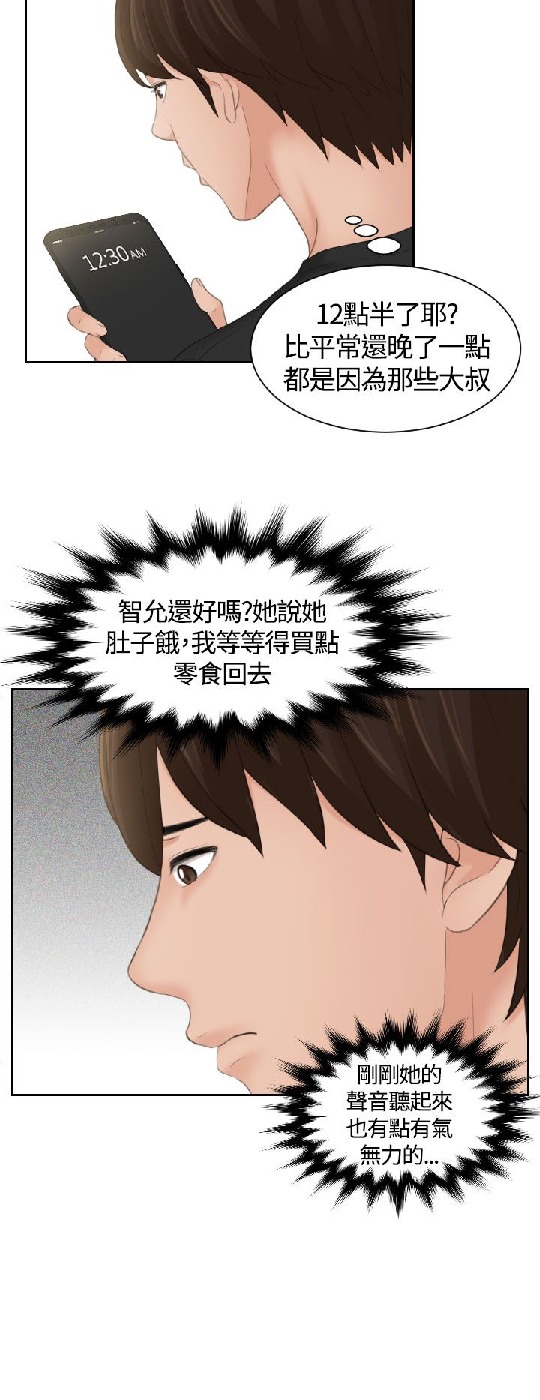 12:30 AM
12點半了耶?
比平常還晚了一點
都是因為那些大叔
智允還好嗎?她說她
肚子餓,我等等得買點
零食回去
剛剛她的
聲音聽起來
也有點有氣
無力的...